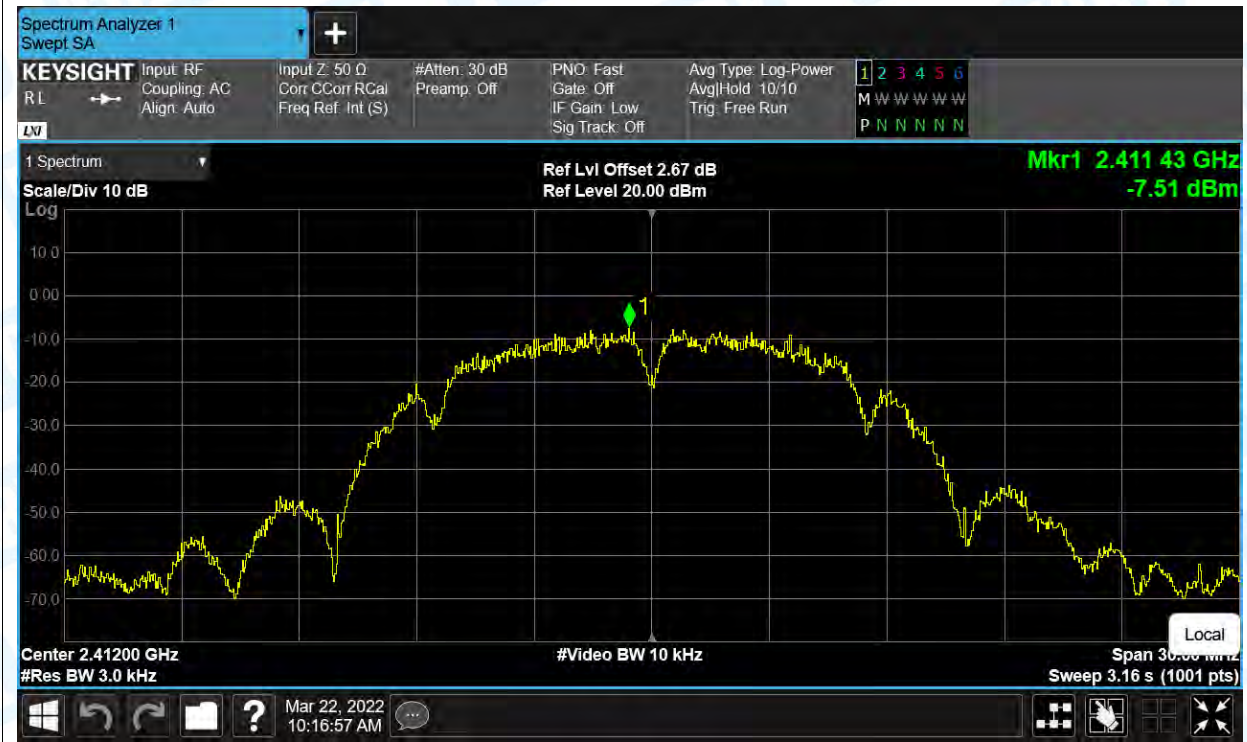 Spectrum Analyzer 1
Swept SA
+
KEYSIGHT
R L
LXI
Input: RF
Coupling: AC
Align: Auto
Input Z: 50 Ω
Corr CCorr RCal
Freq Ref: Int (S)
#Atten: 30 dB
Preamp: Off
PNO: Fast
Gate: Off
IF Gain: Low
Sig Track: Off
Avg Type: Log-Power
Avg|Hold: 10/10
Trig: Free Run
1 2 3 4 5 6
M W W W W W
P N N N N N
1 Spectrum
Scale/Div 10 dB
Log
Ref Lvl Offset 2.67 dB
Ref Level 20.00 dBm
Mkr1 2.411 43 GHz
-7.51 dBm
10.0
0.00
-10.0
-20.0
-30.0
-40.0
-50.0
-60.0
-70.0
1
Local
Center 2.41200 GHz
#Res BW 3.0 kHz
#Video BW 10 kHz
Span 30.00 MHz
Sweep 3.16 s (1001 pts)
?
Mar 22, 2022
10:16:57 AM